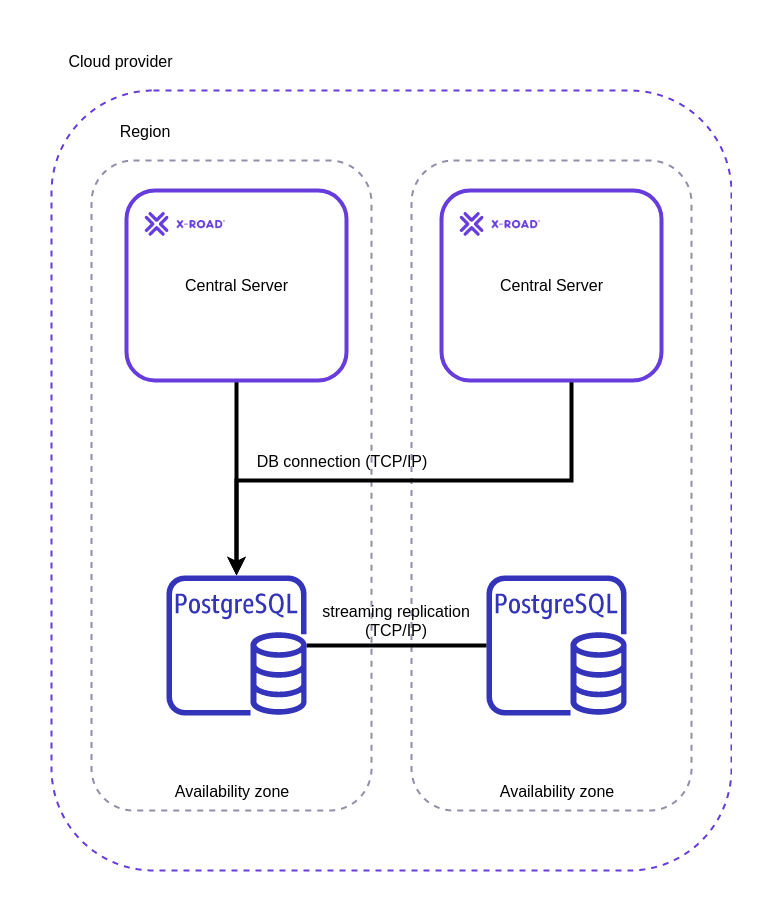 Cloud provider
Region
X-ROAD
X-ROAD
Central Server
Central Server
DB connection (TCP/IP)
PostgreSQL
PostgreSQL
streaming replication
(TCP/IP)
Availability zone
Availability zone